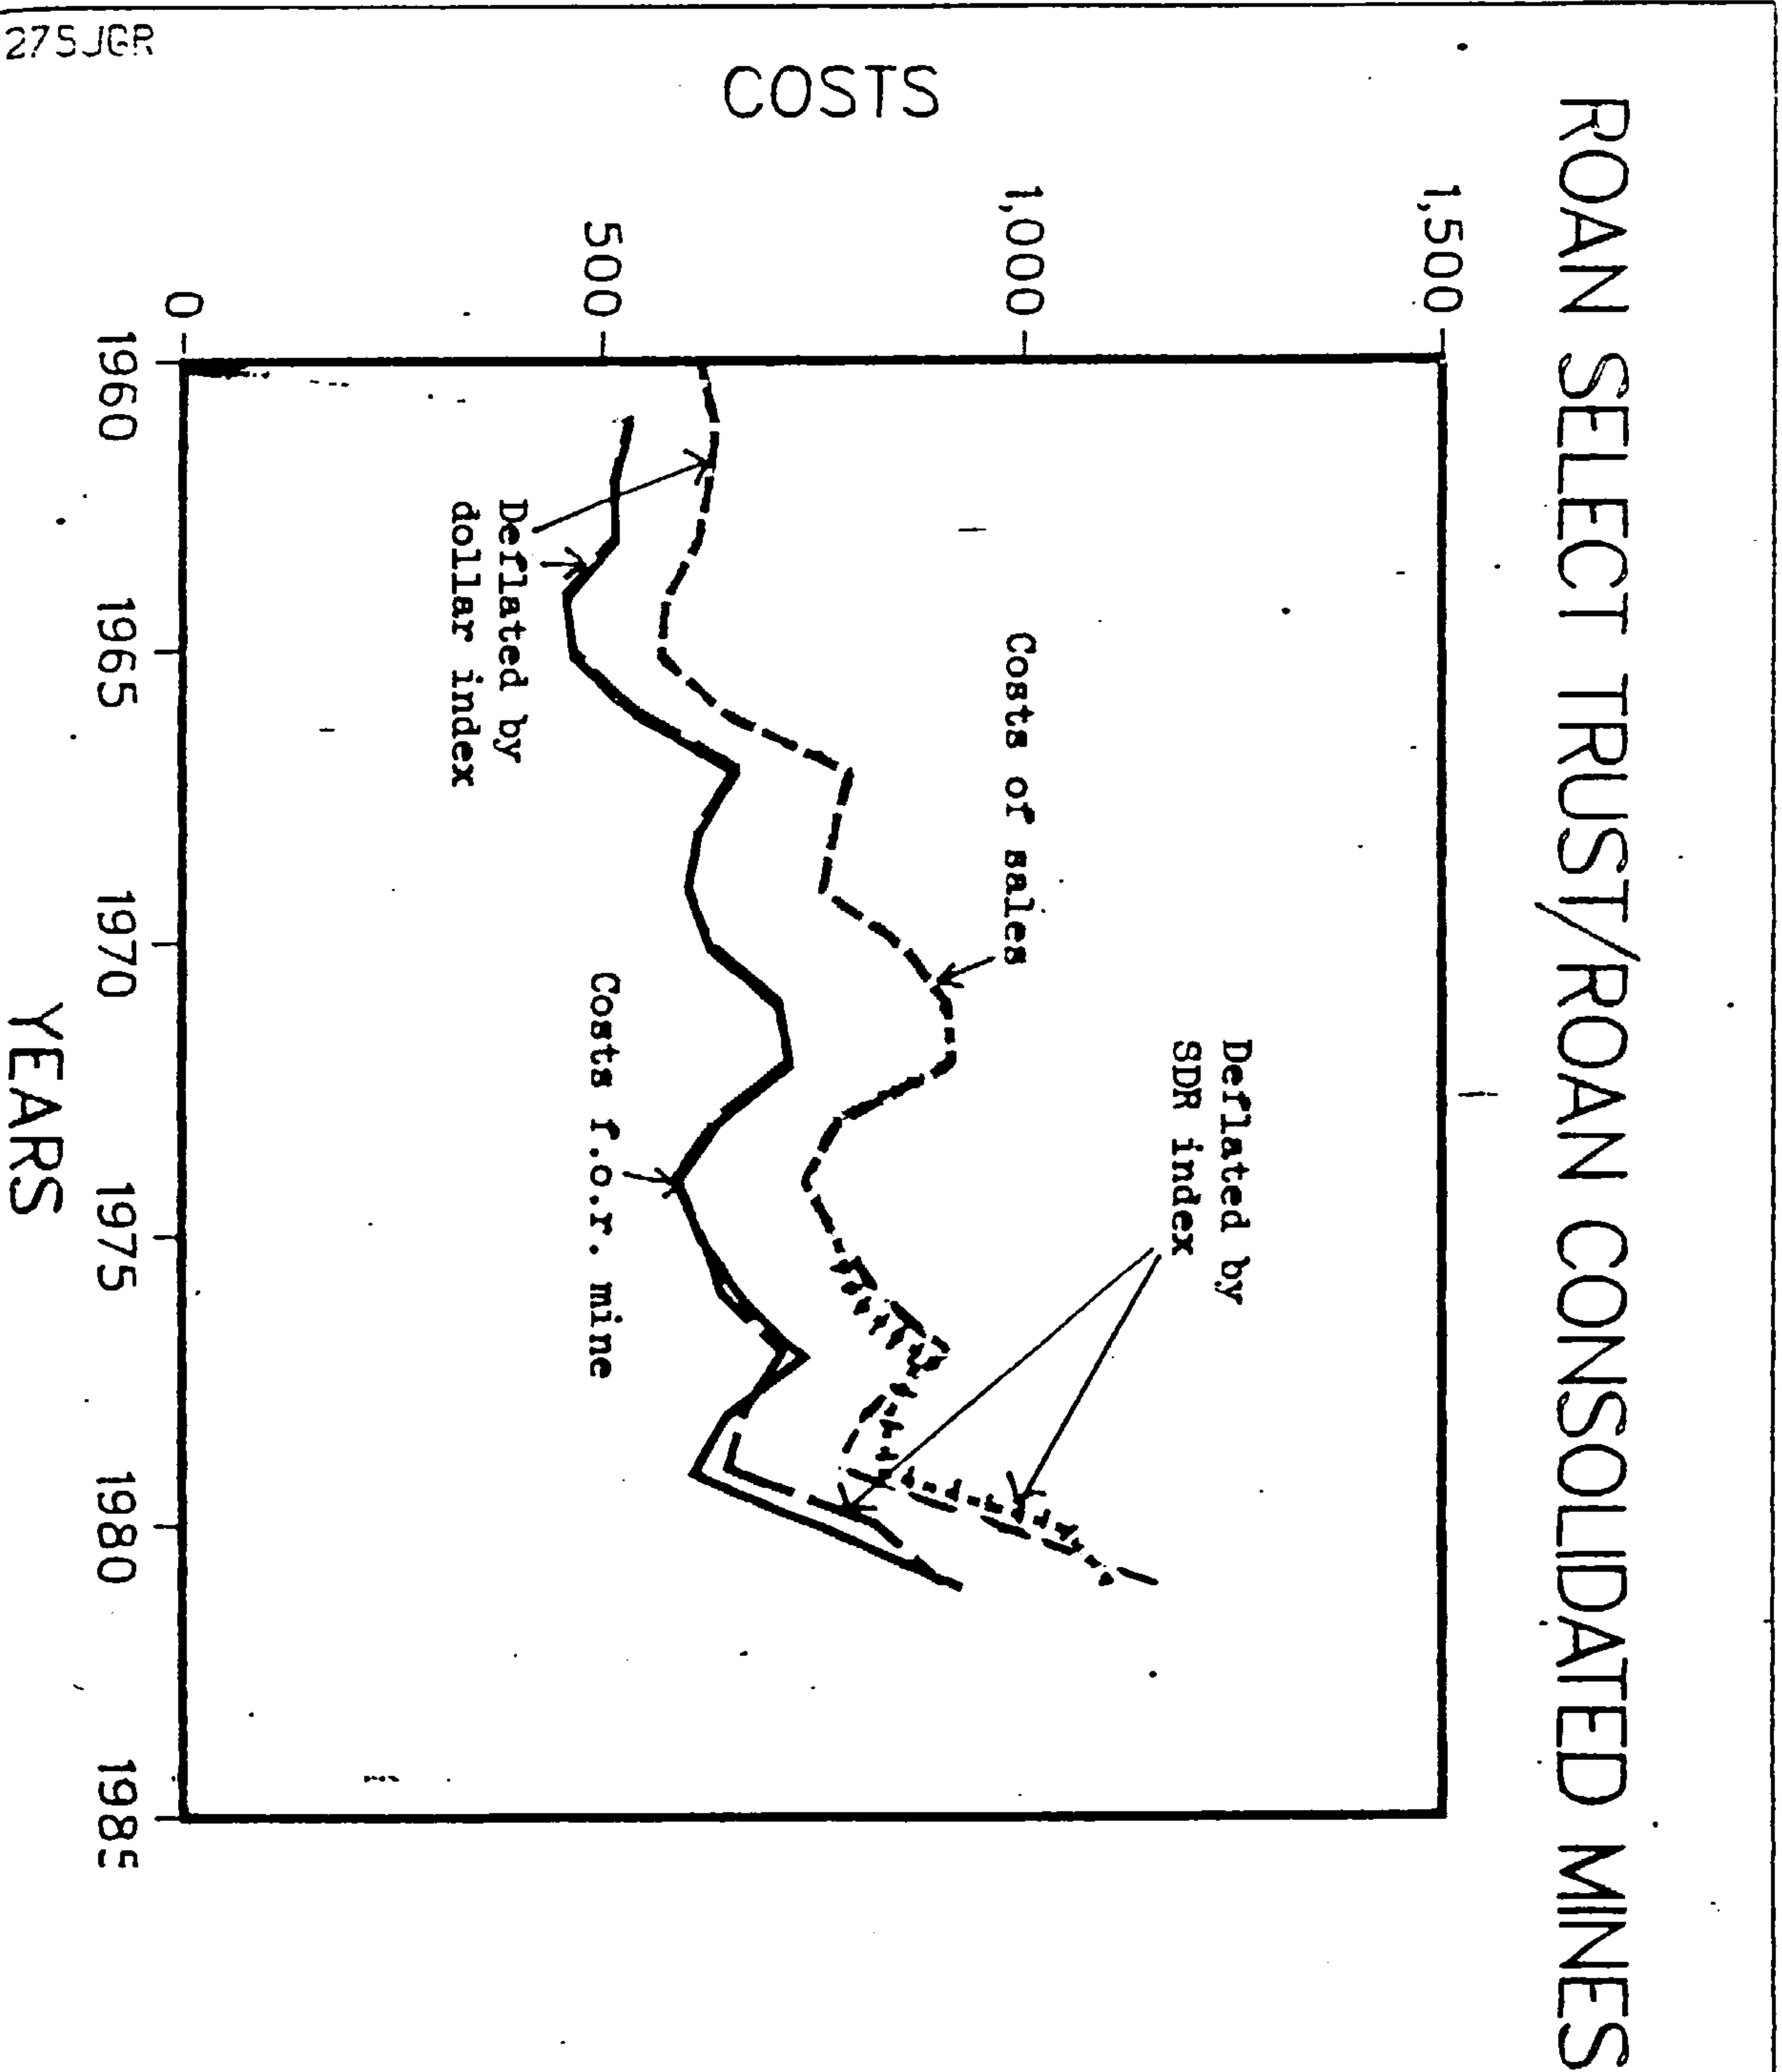 ROAN SELECT TRUST/ROAN CONSOLIDATED MINES
1,500
1,000
500
0
COSTS
Deflated by
SDR index
Costs of sales
Costs f.o.r. mine
Deflated by
dollar index
1960 1965 1970 1975 1980 1985
YEARS
275JGR